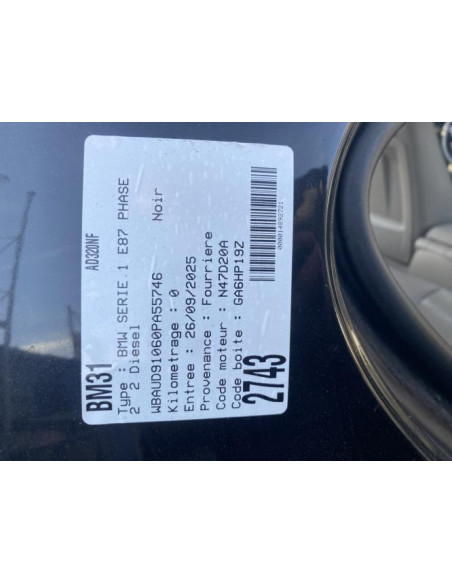 BM31 AD320NF
Type : BMW SERIE 1 E87 PHASE
2 2 Diesel
WBAUD91060PA55746 Noir
Kilometrage : 0
Entree : 26/09/2025
Provenance : Fourriere
Code moteur : N47D20A
Code boite : GA6HP19Z
2743